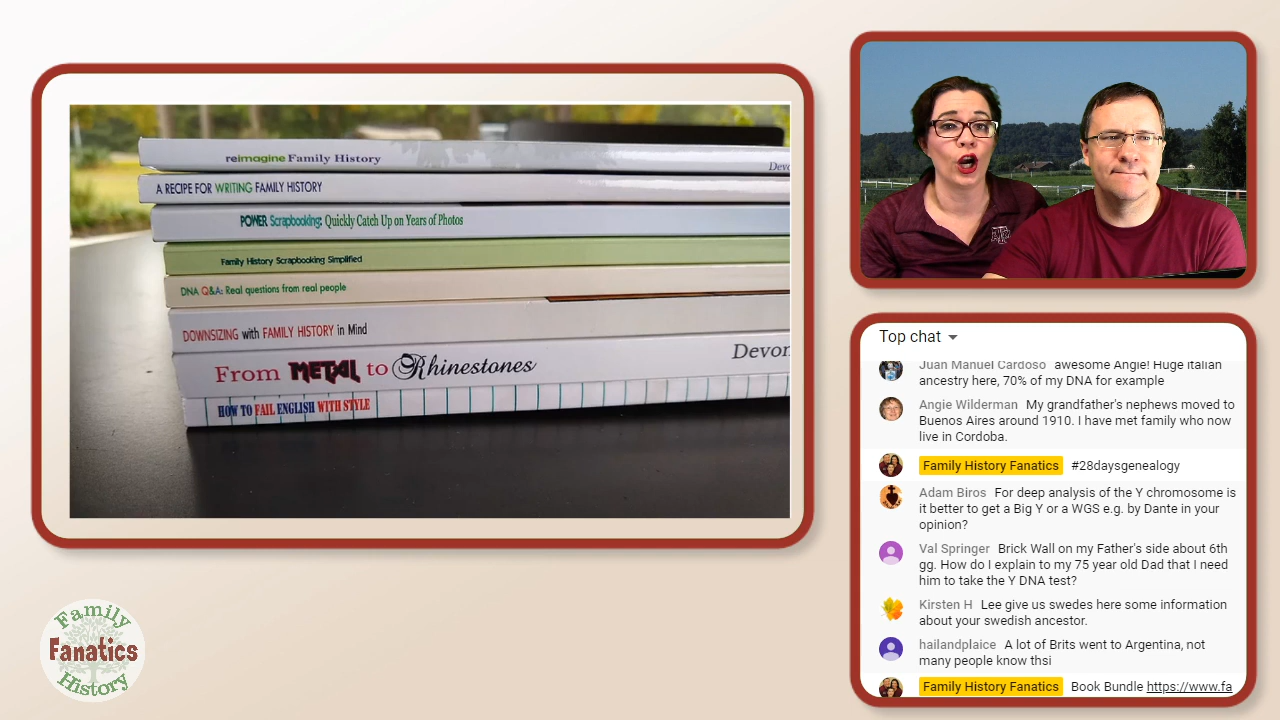 reimagine Family History
Devo
A RECIPE FOR WRITING FAMILY HISTORY
POWER Scrapbooking: Quickly Catch Up on Years of Photos
Family History Scrapbooking Simplified
DNA Q&A: Real questions from real people
DOWNSIZING with FAMILY HISTORY in Mind
From METAL to Rhinestones
Devon
HOW TO FAIL ENGLISH WITH STYLE
Family
Fanatics
History
Top chat
Juan Manuel Cardoso awesome Angie! Huge Italian
ancestry here, 70% of my DNA for example
Angie Wilderman My grandfather's nephews moved to
Buenos Aires around 1910. I have met family who now
live in Cordoba.
Family History Fanatics #28daysgenealogy
Adam Biros For deep analysis of the Y chromosome is
it better to get a Big Y or a WGS e.g. by Dante in your
opinion?
Val Springer Brick Wall on my Father's side about 6th
gg. How do I explain to my 75 year old Dad that I need
him to take the Y DNA test?
Kirsten H Lee give us swedes here some information
about your swedish ancestor.
hailandplaice A lot of Brits went to Argentina, not
many people know thsi
Family History Fanatics Book Bundle https://www.fa